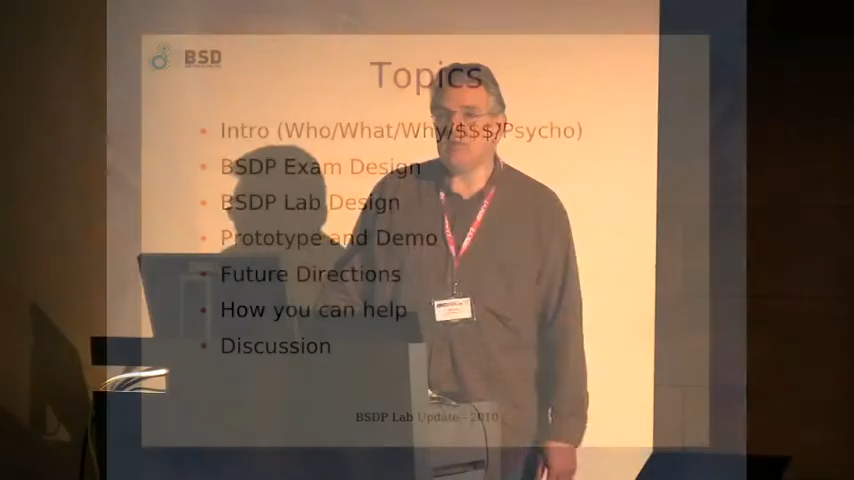 BSD
Topics
Intro (Who/What/Why/$$$/Psycho)
BSDP Exam Design
BSDP Lab Design
Prototype and Demo
Future Directions
How you can help
Discussion
BSDP Lab Update - 2010